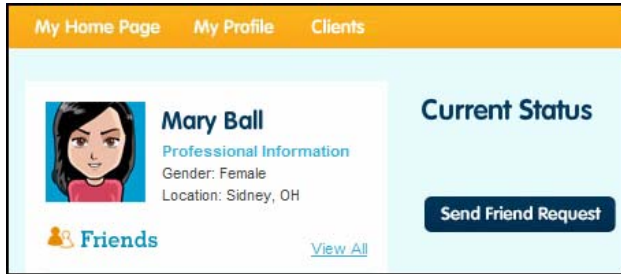 My Home Page My Profile Clients
Mary Ball
Professional Information
Gender: Female
Location: Sidney, OH
Friends
View All
Current Status
Send Friend Request